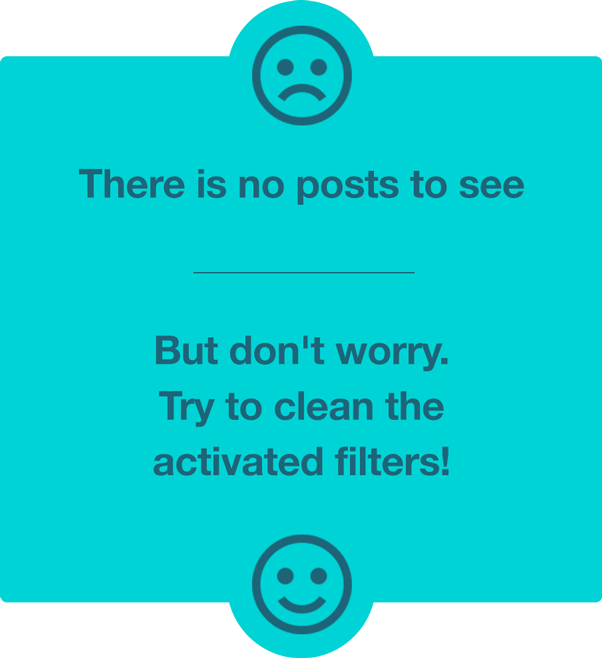 There is no posts to see
But don't worry.
Try to clean the
activated filters!